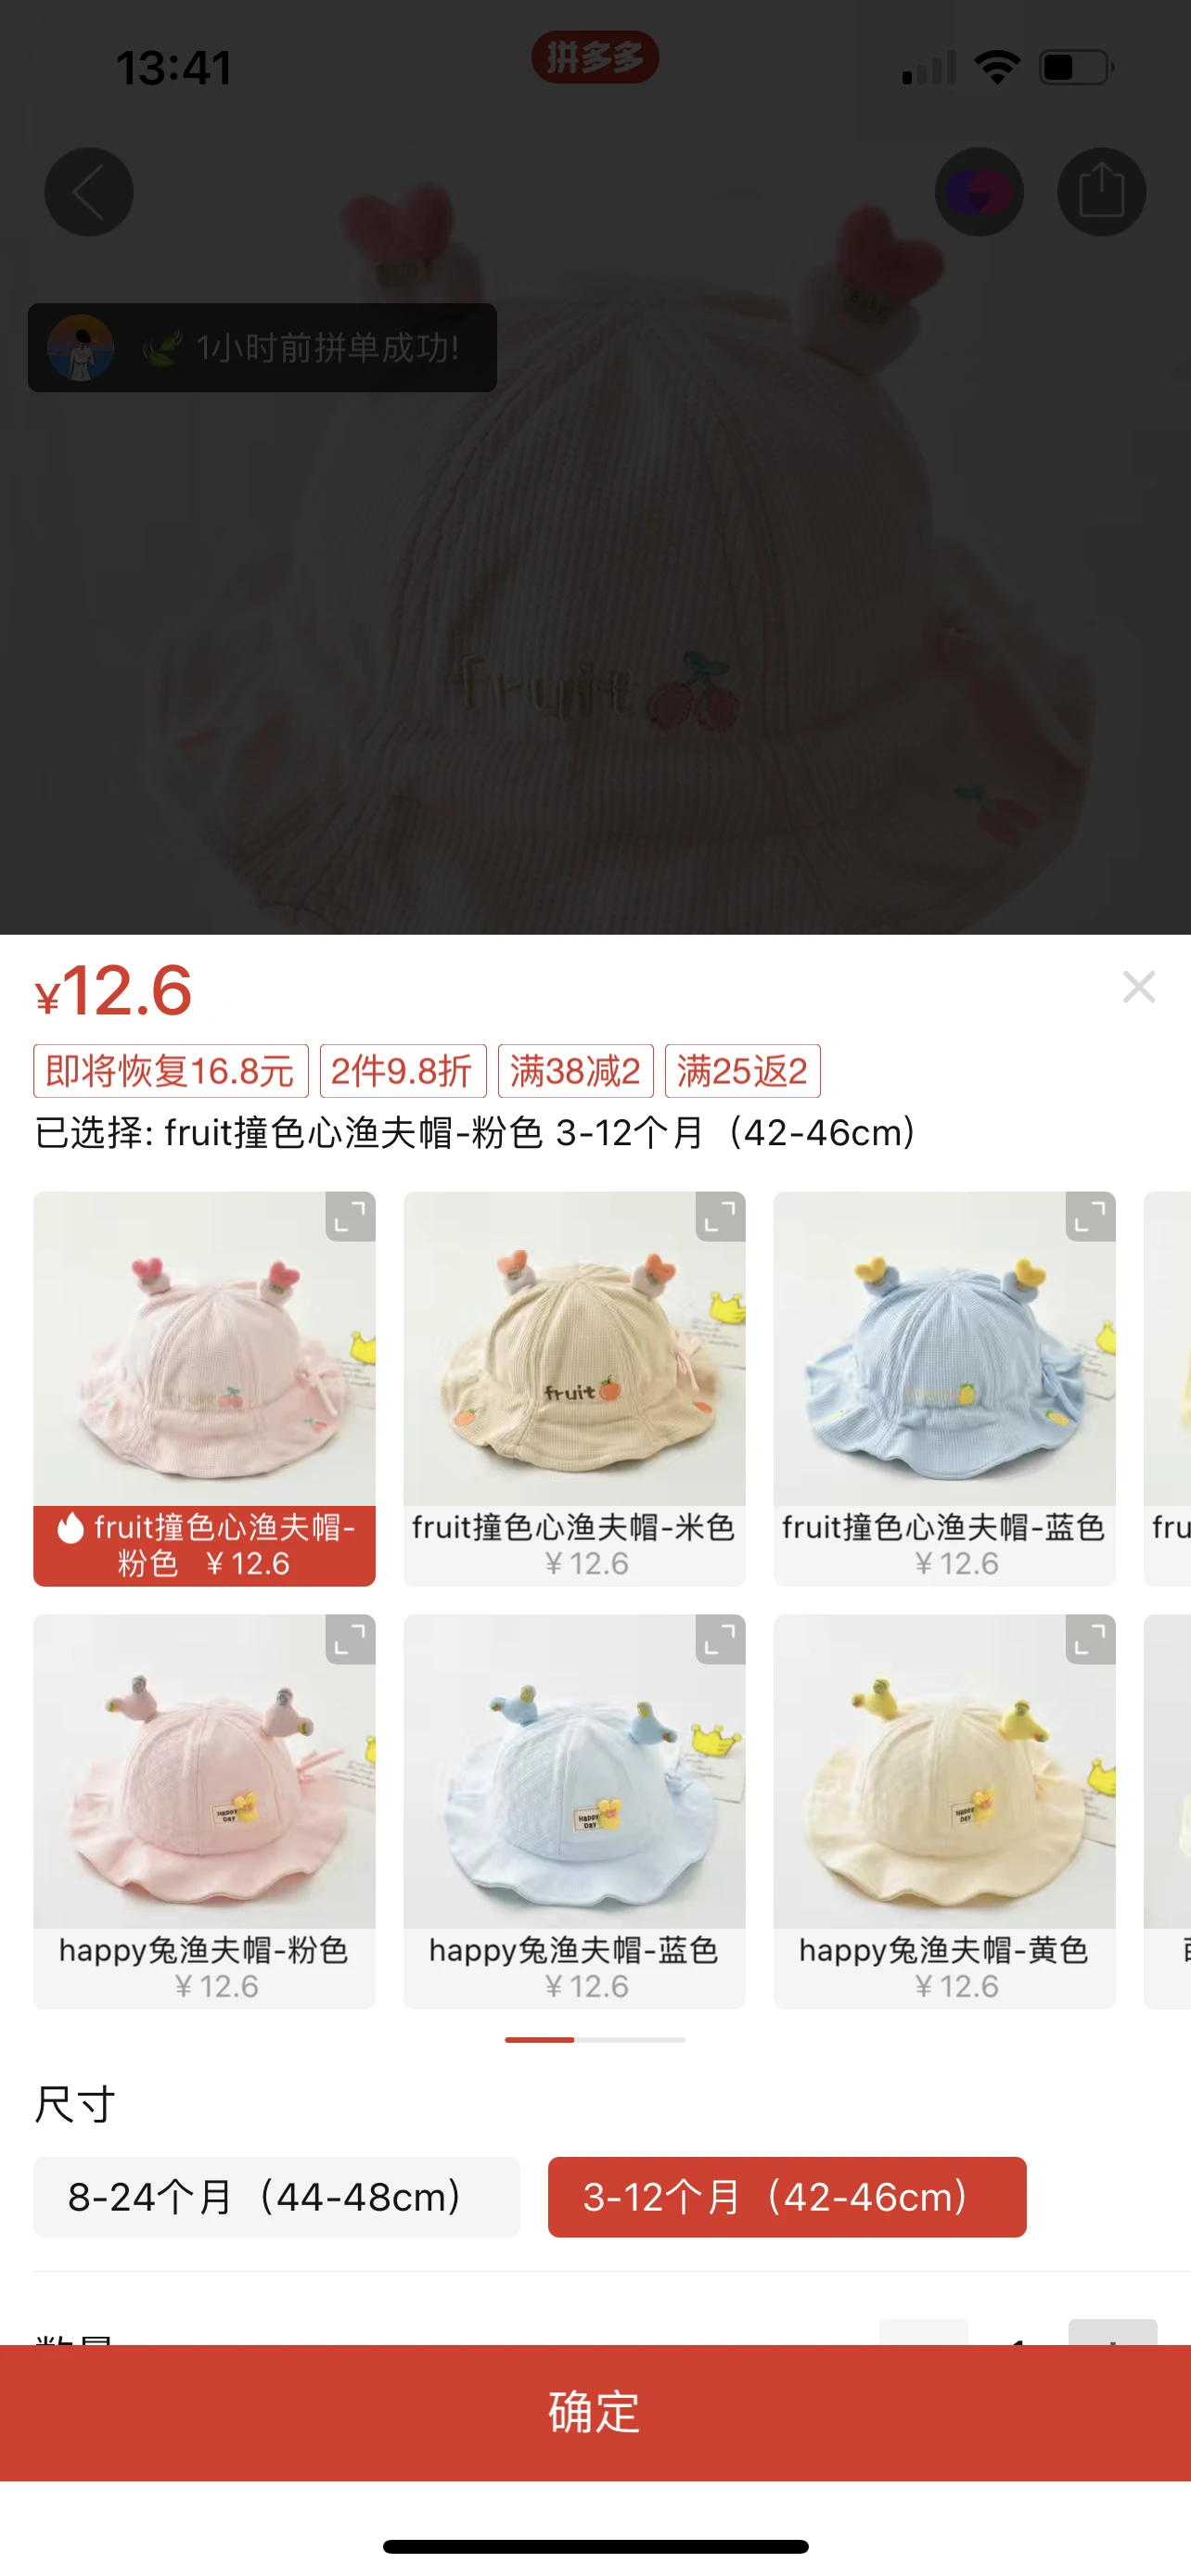 13:41
拼多多
1小时前拼单成功!
fruit
¥12.6
即将恢复16.8元 2件9.8折 满38减2 满25返2
已选择: fruit撞色心渔夫帽-粉色 3-12个月（42-46cm）
fruit
fruit撞色心渔夫帽-
粉色 ¥12.6
fruit撞色心渔夫帽-米色
¥12.6
fruit撞色心渔夫帽-蓝色
¥12.6
fru
HAPPY
DAY
HAPPY
DAY
HAPPY
DAY
happy兔渔夫帽-粉色
¥12.6
happy兔渔夫帽-蓝色
¥12.6
happy兔渔夫帽-黄色
¥12.6
尺寸
8-24个月（44-48cm）
3-12个月（42-46cm）
确定